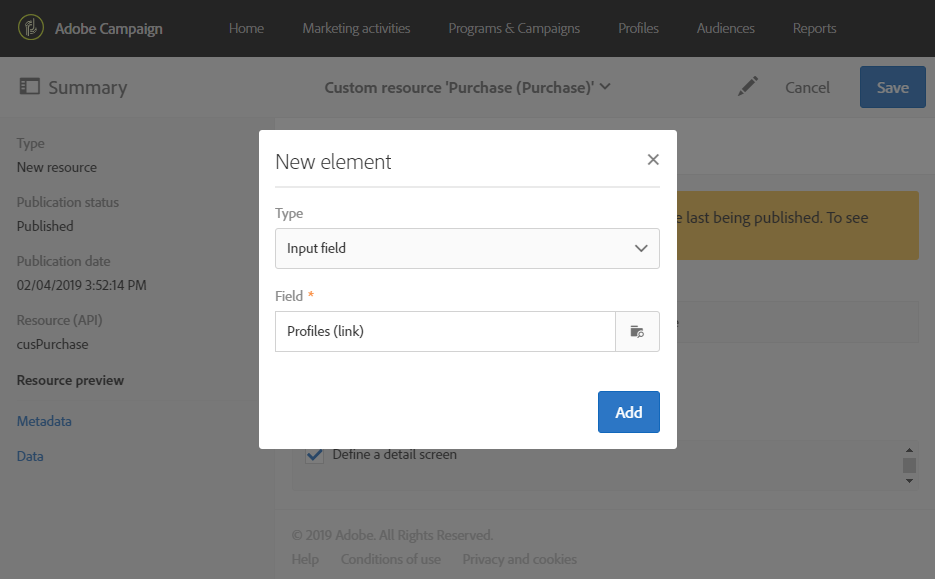 Adobe Campaign
Home
Marketing activities
Programs & Campaigns
Profiles
Audiences
Reports
Summary
Custom resource 'Purchase (Purchase)'
Cancel
Save
Type
New resource
Publication status
Published
Publication date
02/04/2019 3:52:14 PM
Resource (API)
cusPurchase
Resource preview
Metadata
Data
New element
Type
Input field
Field *
Profiles (link)
Add
last being published. To see
Define a detail screen
© 2019 Adobe. All Rights Reserved.
Help
Conditions of use
Privacy and cookies